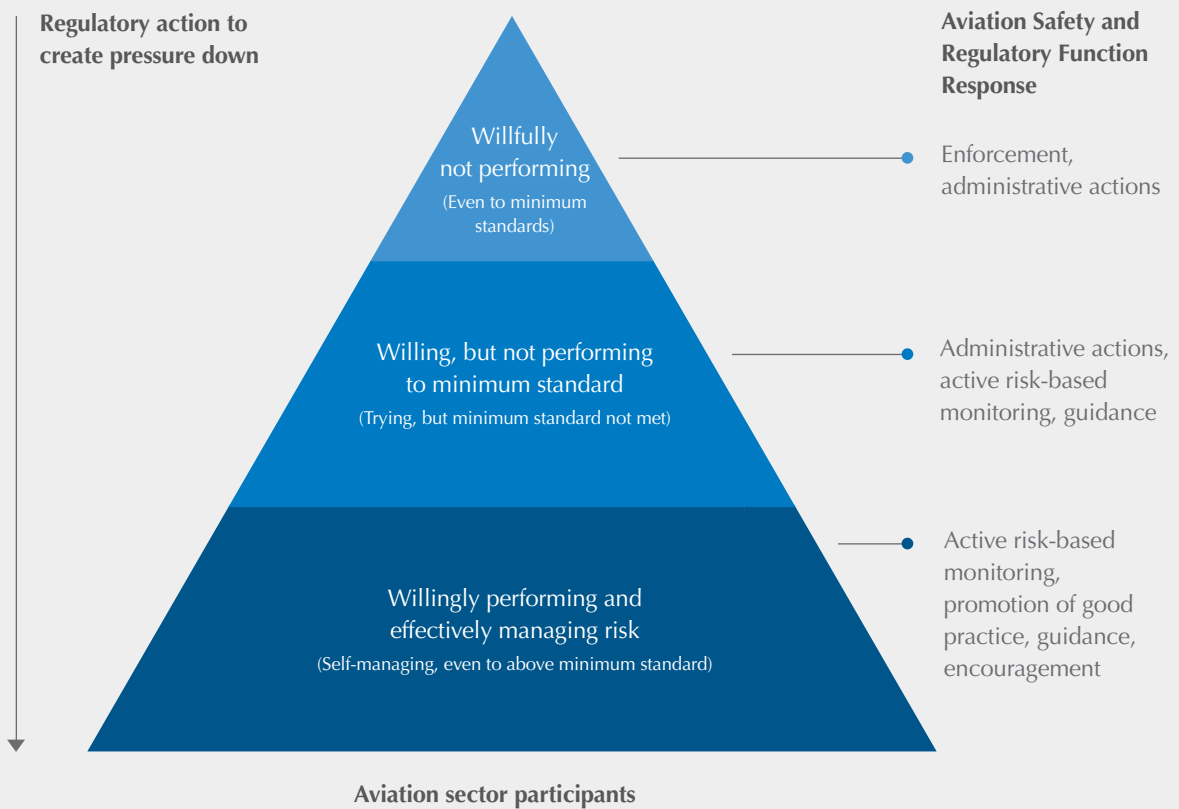 Regulatory action to
create pressure down
Aviation Safety and
Regulatory Function
Response
Willfully
not performing
(Even to minimum
standards)
Enforcement,
administrative actions
Willing, but not performing
to minimum standard
(Trying, but minimum standard not met)
Administrative actions,
active risk-based
monitoring, guidance
Willingly performing and
effectively managing risk
(Self-managing, even to above minimum standard)
Active risk-based
monitoring,
promotion of good
practice, guidance,
encouragement
Aviation sector participants